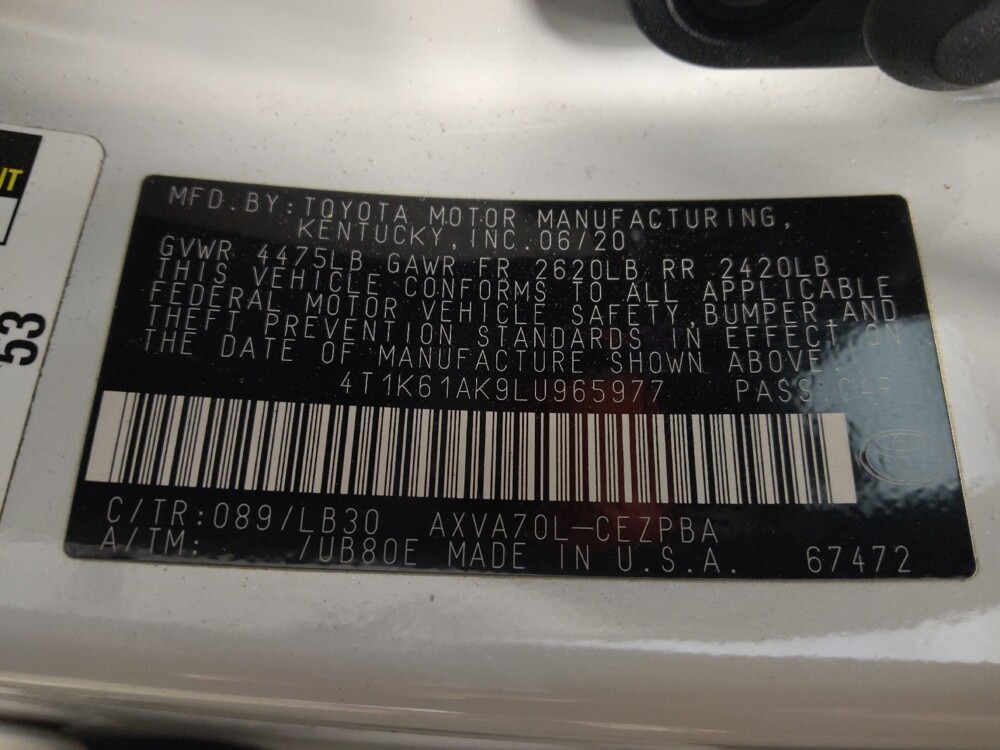 MFD.BY:TOYOTA MOTOR MANUFACTURING,
KENTUCKY,INC.06/20
GVWR 4475LB GAWR FR 2620LB RR 2420LB
THIS VEHICLE CONFORMS TO ALL APPLICABLE
FEDERAL MOTOR VEHICLE SAFETY,BUMPER AND
THEFT PREVENTION STANDARDS IN EFFECT ON
THE DATE OF MANUFACTURE SHOWN ABOVE.
4T1K61AK9LU965977 PASS.CAR
C/TR:089/LB30 AXVA70L-CEZPBA
A/TM: /UB80E MADE IN U.S.A. 67472
IT
53